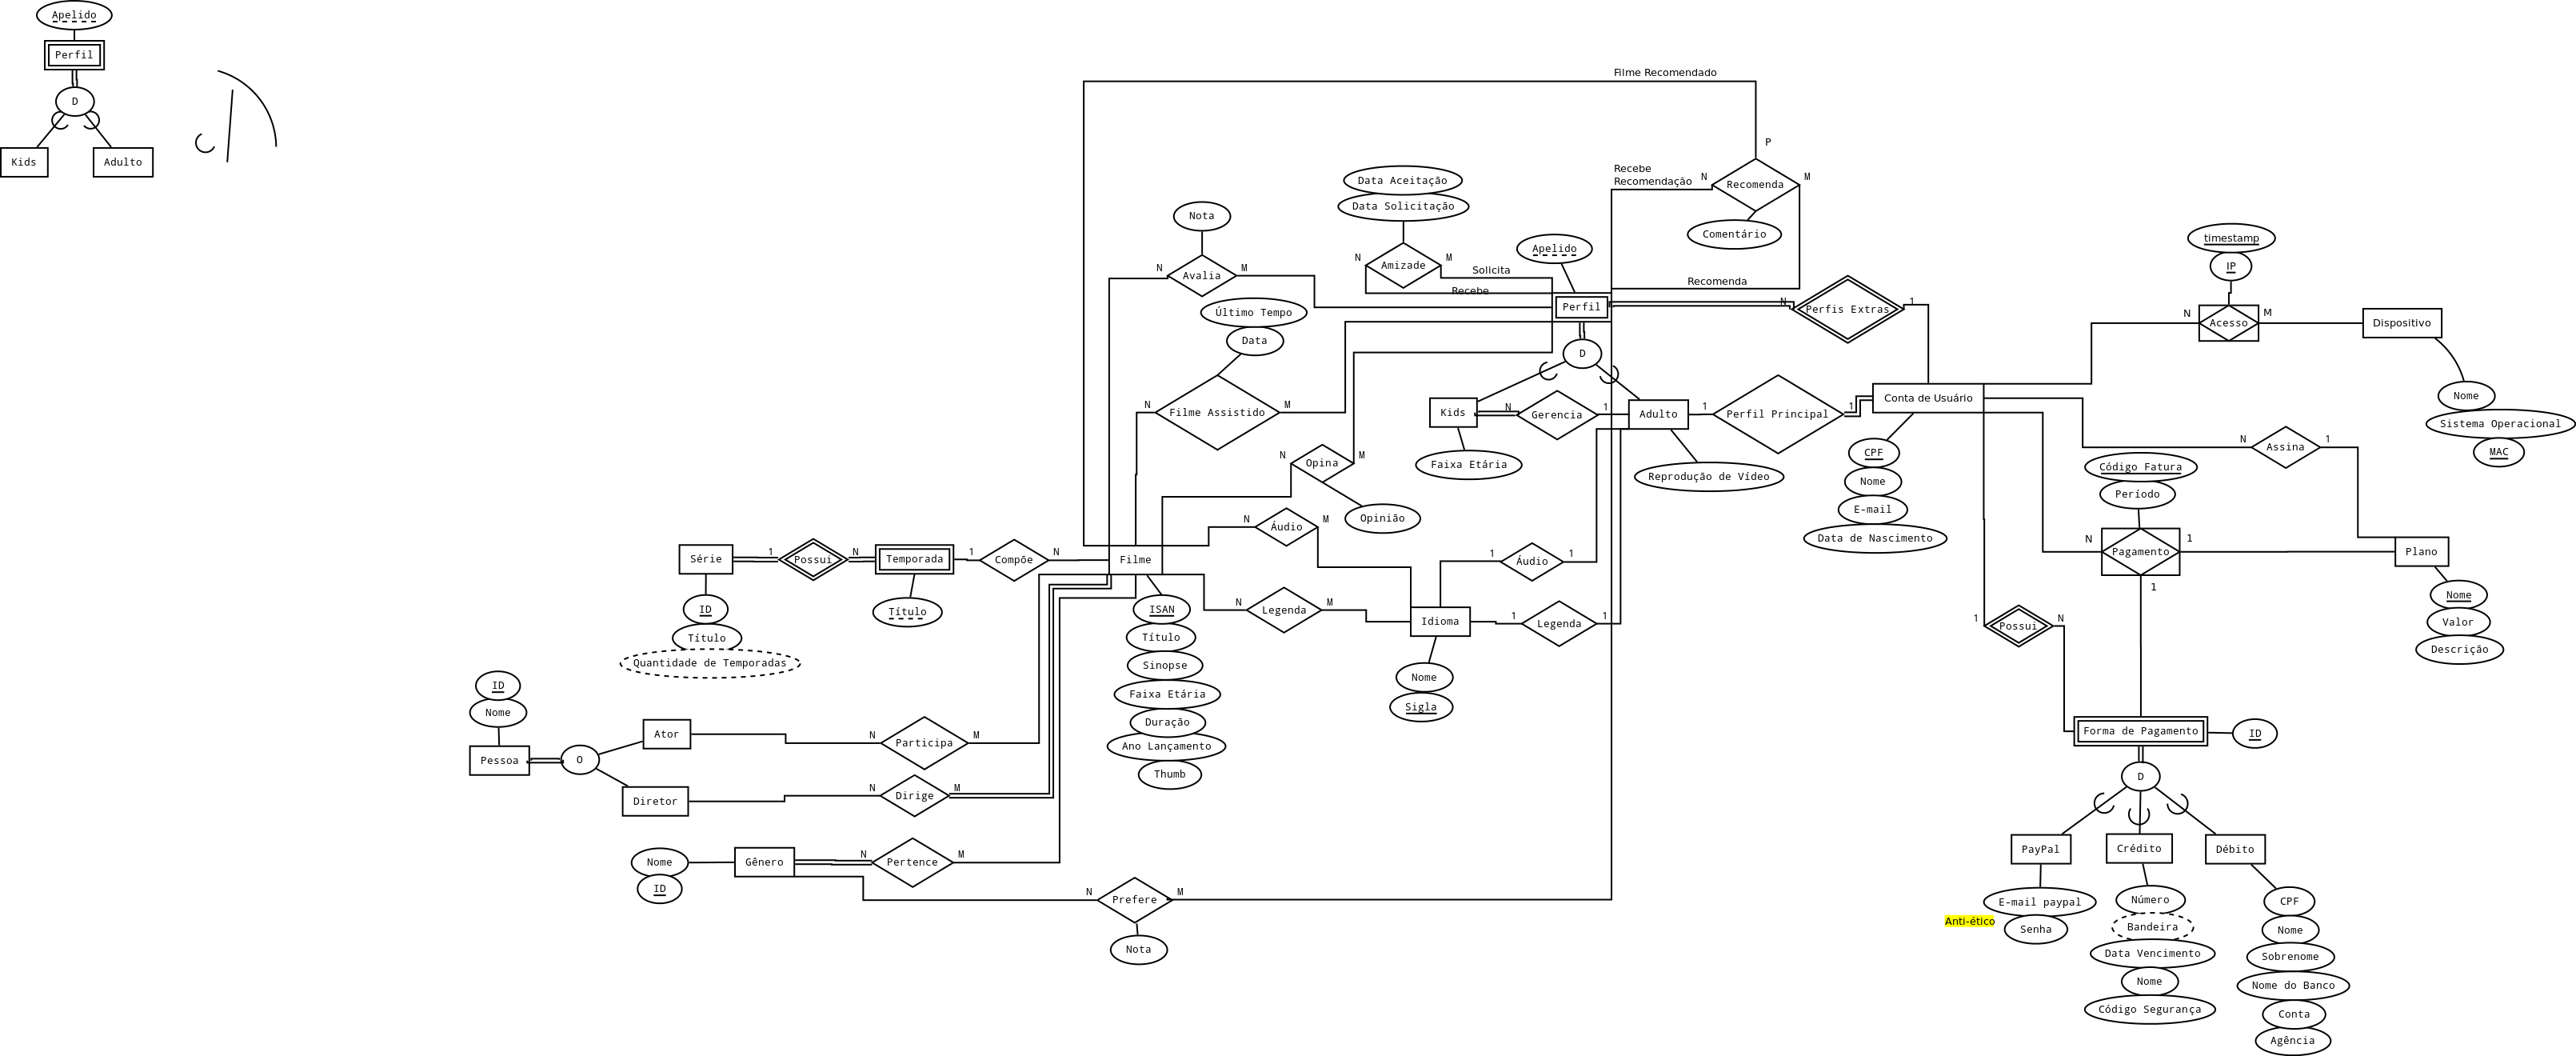 Apelido
Perfil
D
Kids
Adulto
Filme Recomendado
P
Recebe
Recomendação
N
Recomenda
M
Comentário
Recomenda
Data Aceitação
Data Solicitação
N
Amizade
M
Solicita
Recebe
Nota
N
Avalia
M
Último Tempo
Data
N
Filme Assistido
M
Apelido
Perfil
D
N
Perfis Extras
1
Kids
N
Gerencia
1
Adulto
1
Perfil Principal
1
Conta de Usuário
Faixa Etária
Reprodução de Vídeo
CPF
Nome
E-mail
Data de Nascimento
timestamp
IP
N
Acesso
M
Dispositivo
Nome
Sistema Operacional
MAC
N
Assina
1
Código Fatura
Período
N
Pagamento
1
1
Plano
Nome
Valor
Descrição
N
Opina
M
Opinião
N
Áudio
M
1
Áudio
1
N
Legenda
M
Idioma
1
Legenda
1
Nome
Sigla
Série
1
Possui
N
Temporada
1
Compõe
N
Filme
ID
Título
Quantidade de Temporadas
Título
ISAN
Título
Sinopse
Faixa Etária
Duração
Ano Lançamento
Thumb
ID
Nome
Pessoa
O
Ator
N
Participa
M
Diretor
N
Dirige
M
Nome
ID
Gênero
N
Pertence
M
N
Prefere
M
Nota
1
Possui
N
Forma de Pagamento
ID
D
PayPal
Crédito
Débito
E-mail paypal
Senha
Anti-ético
Número
Bandeira
Data Vencimento
Nome
Código Segurança
CPF
Nome
Sobrenome
Nome do Banco
Conta
Agência